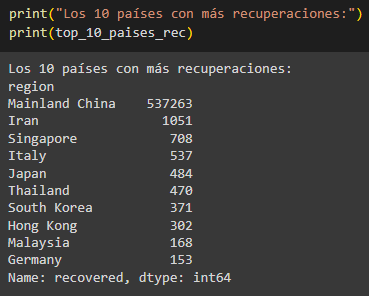 print("Los 10 países con más recuperaciones:")
print(top_10_paises_rec)
Los 10 países con más recuperaciones:
region
Mainland China    537263
Iran                1051
Singapore            708
Italy                537
Japan                484
Thailand             470
South Korea          371
Hong Kong            302
Malaysia             168
Germany              153
Name: recovered, dtype: int64